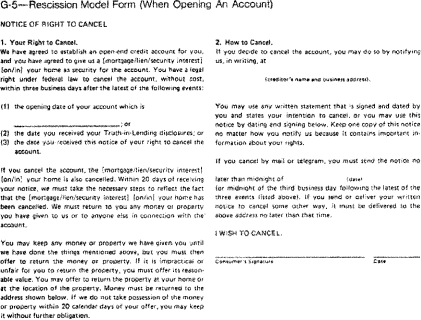 G-5—Rescission Model Form (When Opening An Account)
NOTICE OF RIGHT TO CANCEL
1. Your Right to Cancel.
We have agreed to establish an open-end credit account for you,
and you have agreed to give us a [mortgage/lien/security interest]
[on/in] your home as security for the account. You have a legal
right under federal law to cancel the account, without cost,
within three business days after the latest of the following events:
(1) the opening date of your account which is
____________________; or
(2) the date you received your Truth-in-Lending disclosures; or
(3) the date you received this notice of your right to cancel the
account.
If you cancel the account, the [mortgage/lien/security interest]
[on/in] your home is also cancelled. Within 20 days of receiving
your notice, we must take the necessary steps to reflect the fact
that the [mortgage/lien/security interest] [on/in] your home has
been cancelled. We must return to you any money or property
you have given to us or to anyone else in connection with the
account.
You may keep any money or property we have given you until
we have done the things mentioned above, but you must then
offer to return the money or property. If it is impractical or
unfair for you to return the property, you must offer its reason-
able value. You may offer to return the property at your home or
at the location of the property. Money must be returned to the
address shown below. If we do not take possession of the money
or property within 20 calendar days of your offer, you may keep
it without further obligation.
2. How to Cancel.
If you decide to cancel the account, you may do so by notifying
us, in writing, at
(creditor's name and business address).
You may use any written statement that is signed and dated by
you and states your intention to cancel, or you may use this
notice by dating and signing below. Keep one copy of this notice
no matter how you notify us because it contains important in-
formation about your rights.
If you cancel by mail or telegram, you must send the notice no
later than midnight of (date)
(or midnight of the third business day following the latest of the
three events listed above). If you send or deliver your written
notice to cancel some other way, it must be delivered to the
above address no later than that time.
I WISH TO CANCEL.
Consumer's Signature Date